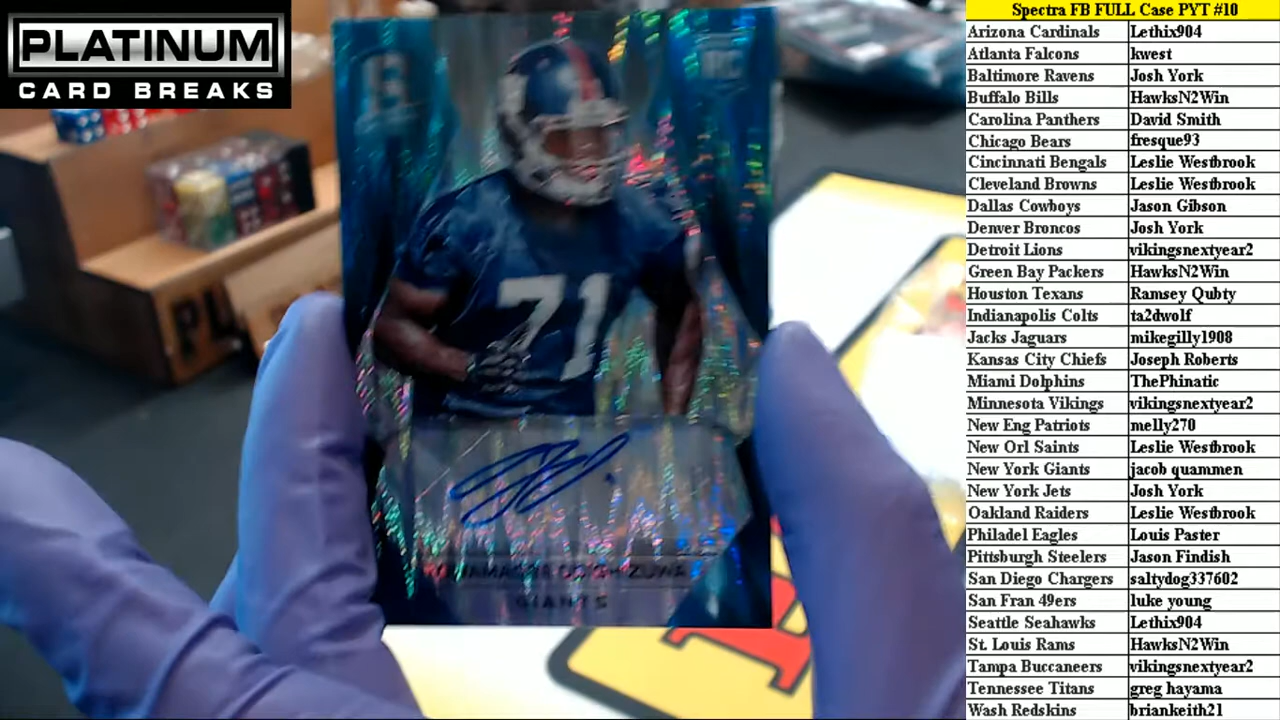 PLATINUM
CARD BREAKS
71
GIANTS
Spectra FB FULL Case PYT #10
Arizona Cardinals Lethix904
Atlanta Falcons kwest
Baltimore Ravens Josh York
Buffalo Bills HawksN2Win
Carolina Panthers David Smith
Chicago Bears fresque93
Cincinnati Bengals Leslie Westbrook
Cleveland Browns Leslie Westbrook
Dallas Cowboys Jason Gibson
Denver Broncos Josh York
Detroit Lions vikingsnextyear2
Green Bay Packers HawksN2Win
Houston Texans Ramsey Qubty
Indianapolis Colts ta2dwolf
Jacks Jaguars mikegilly1908
Kansas City Chiefs Joseph Roberts
Miami Dolphins ThePhinatic
Minnesota Vikings vikingsnextyear2
New Eng Patriots melly270
New Orl Saints Leslie Westbrook
New York Giants jacob quammen
New York Jets Josh York
Oakland Raiders Leslie Westbrook
Philadel Eagles Louis Paster
Pittsburgh Steelers Jason Findish
San Diego Chargers saltydog337602
San Fran 49ers luke young
Seattle Seahawks Lethix904
St. Louis Rams HawksN2Win
Tampa Buccaneers vikingsnextyear2
Tennessee Titans greg hayama
Wash Redskins briankeith21